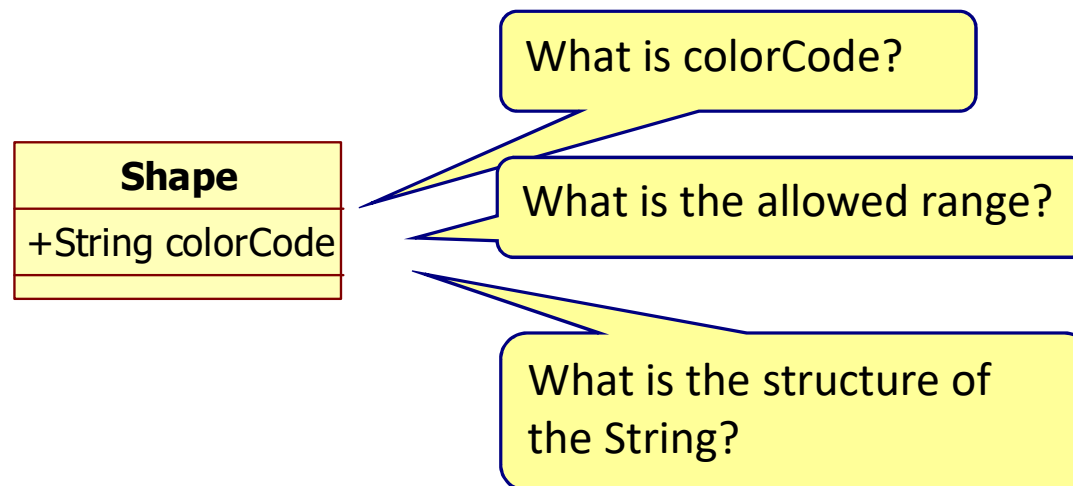 What is colorCode?
Shape
+String colorCode
What is the allowed range?
What is the structure of
the String?